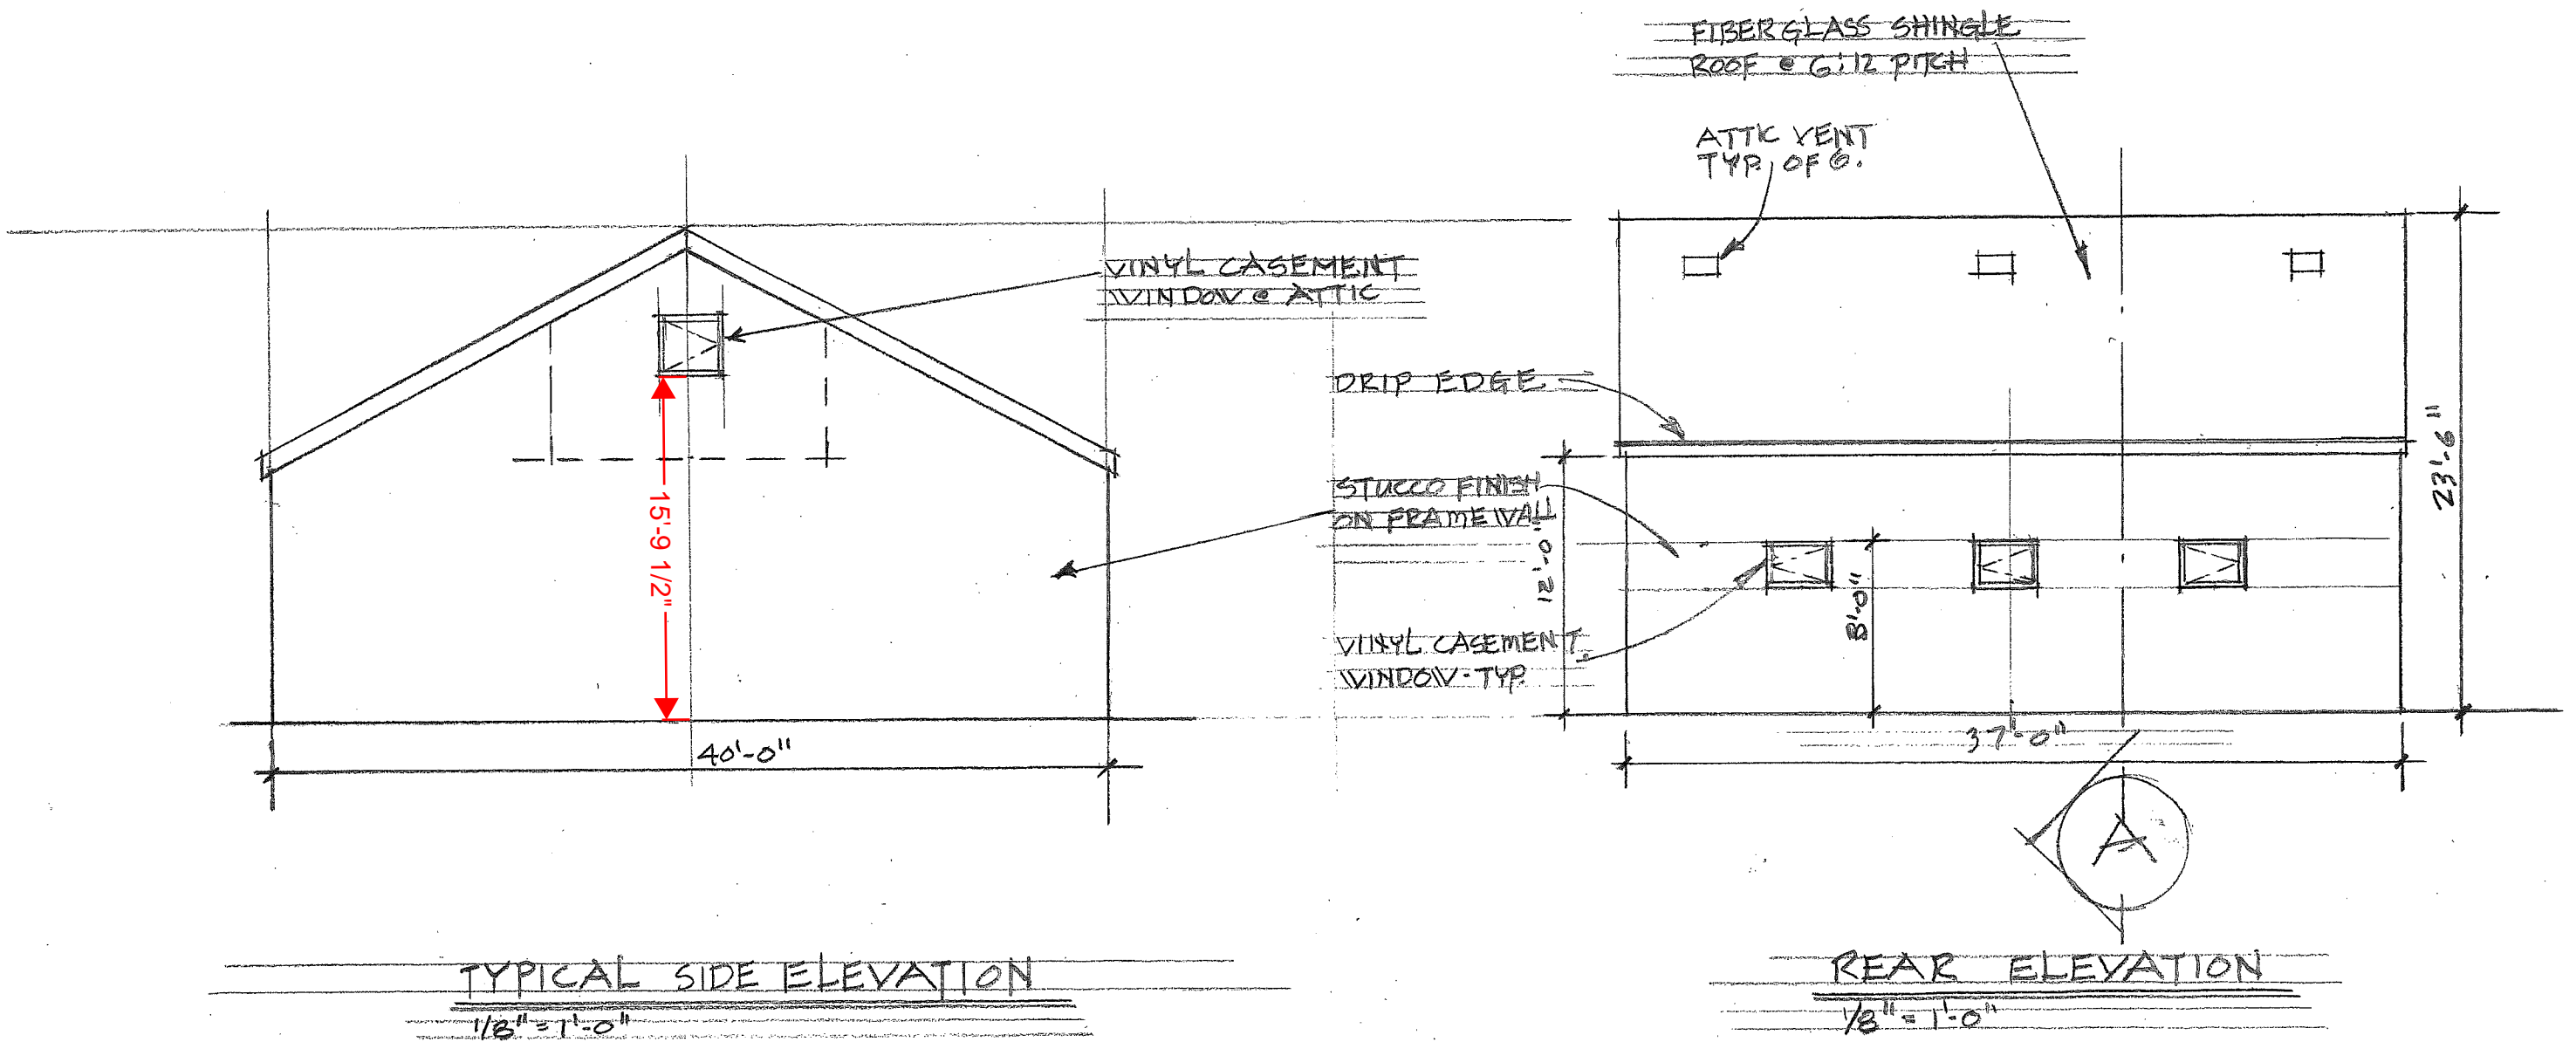 FIBERGLASS SHINGLE
ROOF @ 6:12 PITCH
ATTIC VENT
TYP. OF 6.
VINYL CASEMENT
WINDOW @ ATTIC
DRIP EDGE
STUCCO FINISH
ON FRAME WALL
VINYL CASEMENT
WINDOW - TYP.
15'-9 1/2"
12'-0"
8'-0"
23'-6"
40'-0"
37'-0"
A
TYPICAL SIDE ELEVATION
1/8" = 1'-0"
REAR ELEVATION
1/8" = 1'-0"